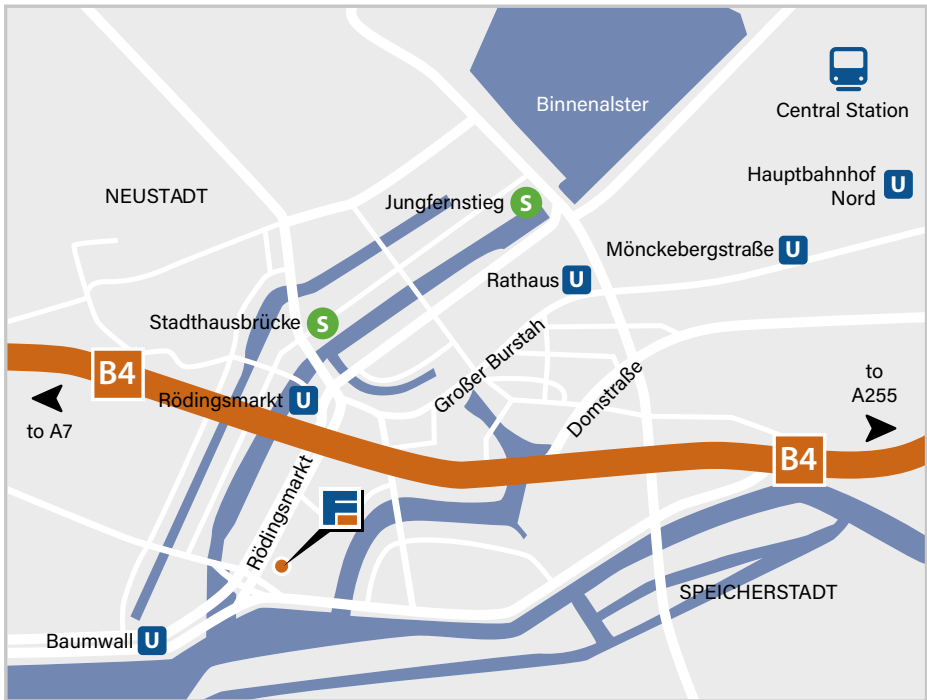 Binnenalster
Central Station
Hauptbahnhof
Nord
U
NEUSTADT
Jungfernstieg
S
Mönckebergstraße
U
Rathaus
U
Stadthausbrücke
S
Großer Burstah
Domstraße
B4
to
A255
Rödingsmarkt
U
to A7
B4
Rödingsmarkt
SPEICHERSTADT
Baumwall
U